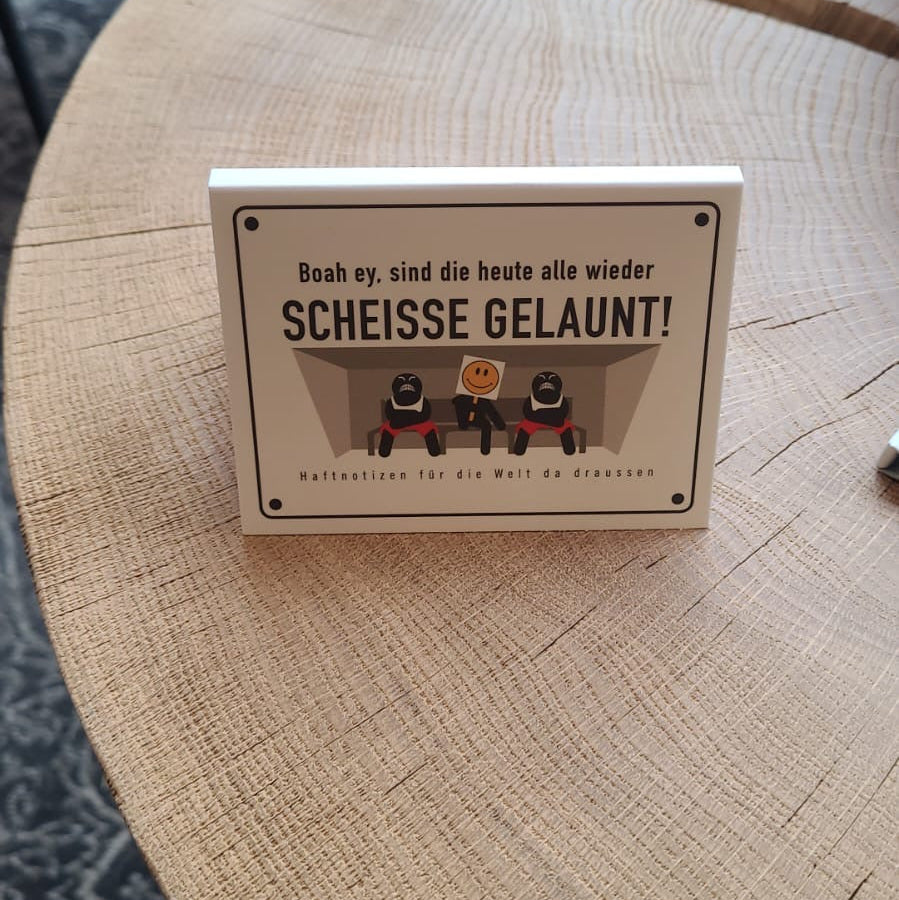 Boah ey, sind die heute alle wieder
SCHEISSE GELAUNT!
Haftnotizen für die Welt da draussen